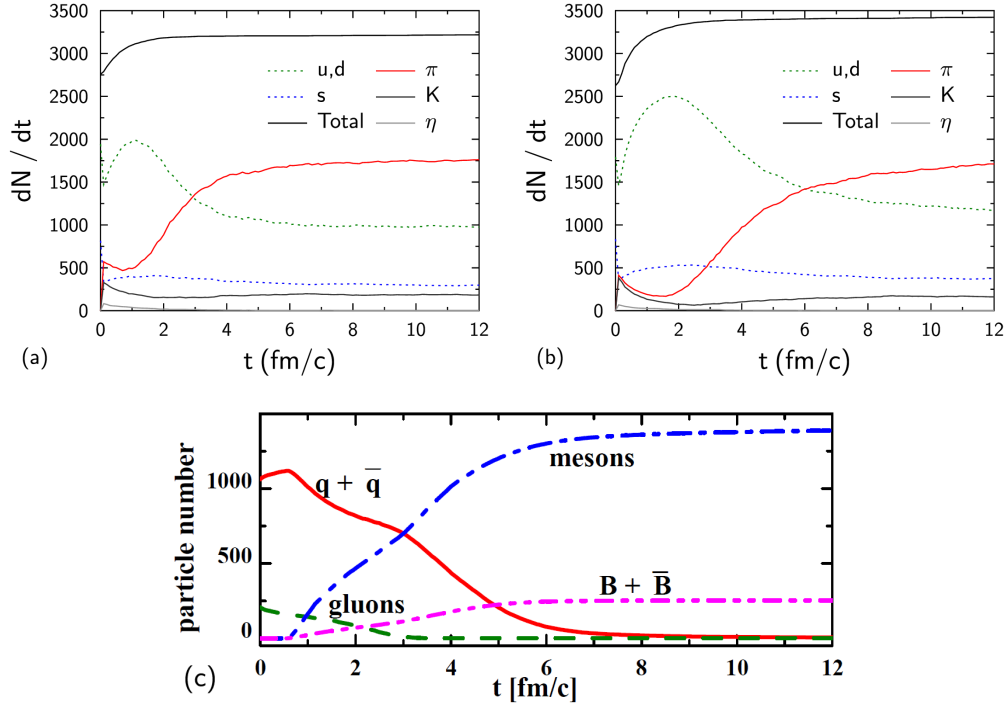 3500
3000
2500
2000
1500
1000
500
0
dN / dt
u,d
s
Total
π
K
η
0 2 4 6 8 10 12
(a)
t (fm/c)
3500
3000
2500
2000
1500
1000
500
0
dN / dt
u,d
s
Total
π
K
η
0 2 4 6 8 10 12
(b)
t (fm/c)
1000
500
0
particle number
q + q̅
mesons
gluons
B + B̅
0 2 4 6 8 10 12
(c)
t [fm/c]